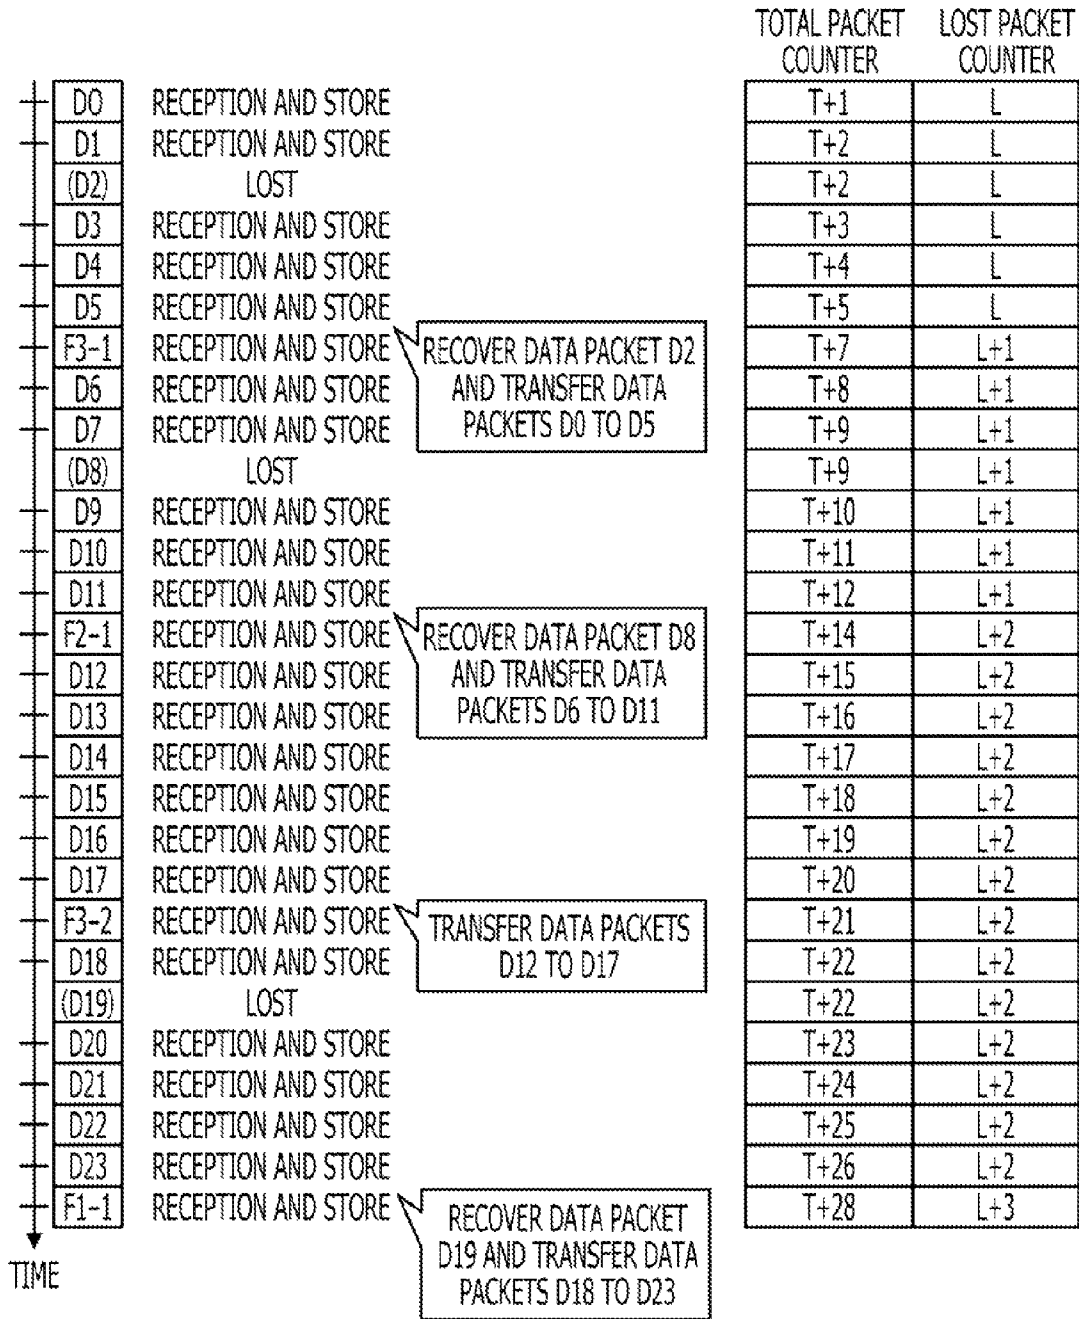 TOTAL PACKET COUNTER LOST PACKET COUNTER
D0 RECEPTION AND STORE T+1 L
D1 RECEPTION AND STORE T+2 L
(D2) LOST T+2 L
D3 RECEPTION AND STORE T+3 L
D4 RECEPTION AND STORE T+4 L
D5 RECEPTION AND STORE T+5 L
F3-1 RECEPTION AND STORE T+7 L+1
RECOVER DATA PACKET D2
AND TRANSFER DATA
PACKETS D0 TO D5
D6 RECEPTION AND STORE T+8 L+1
D7 RECEPTION AND STORE T+9 L+1
(D8) LOST T+9 L+1
D9 RECEPTION AND STORE T+10 L+1
D10 RECEPTION AND STORE T+11 L+1
D11 RECEPTION AND STORE T+12 L+1
F2-1 RECEPTION AND STORE T+14 L+2
RECOVER DATA PACKET D8
AND TRANSFER DATA
PACKETS D6 TO D11
D12 RECEPTION AND STORE T+15 L+2
D13 RECEPTION AND STORE T+16 L+2
D14 RECEPTION AND STORE T+17 L+2
D15 RECEPTION AND STORE T+18 L+2
D16 RECEPTION AND STORE T+19 L+2
D17 RECEPTION AND STORE T+20 L+2
F3-2 RECEPTION AND STORE T+21 L+2
TRANSFER DATA PACKETS
D12 TO D17
D18 RECEPTION AND STORE T+22 L+2
(D19) LOST T+22 L+2
D20 RECEPTION AND STORE T+23 L+2
D21 RECEPTION AND STORE T+24 L+2
D22 RECEPTION AND STORE T+25 L+2
D23 RECEPTION AND STORE T+26 L+2
F1-1 RECEPTION AND STORE T+28 L+3
RECOVER DATA PACKET
D19 AND TRANSFER DATA
PACKETS D18 TO D23
TIME